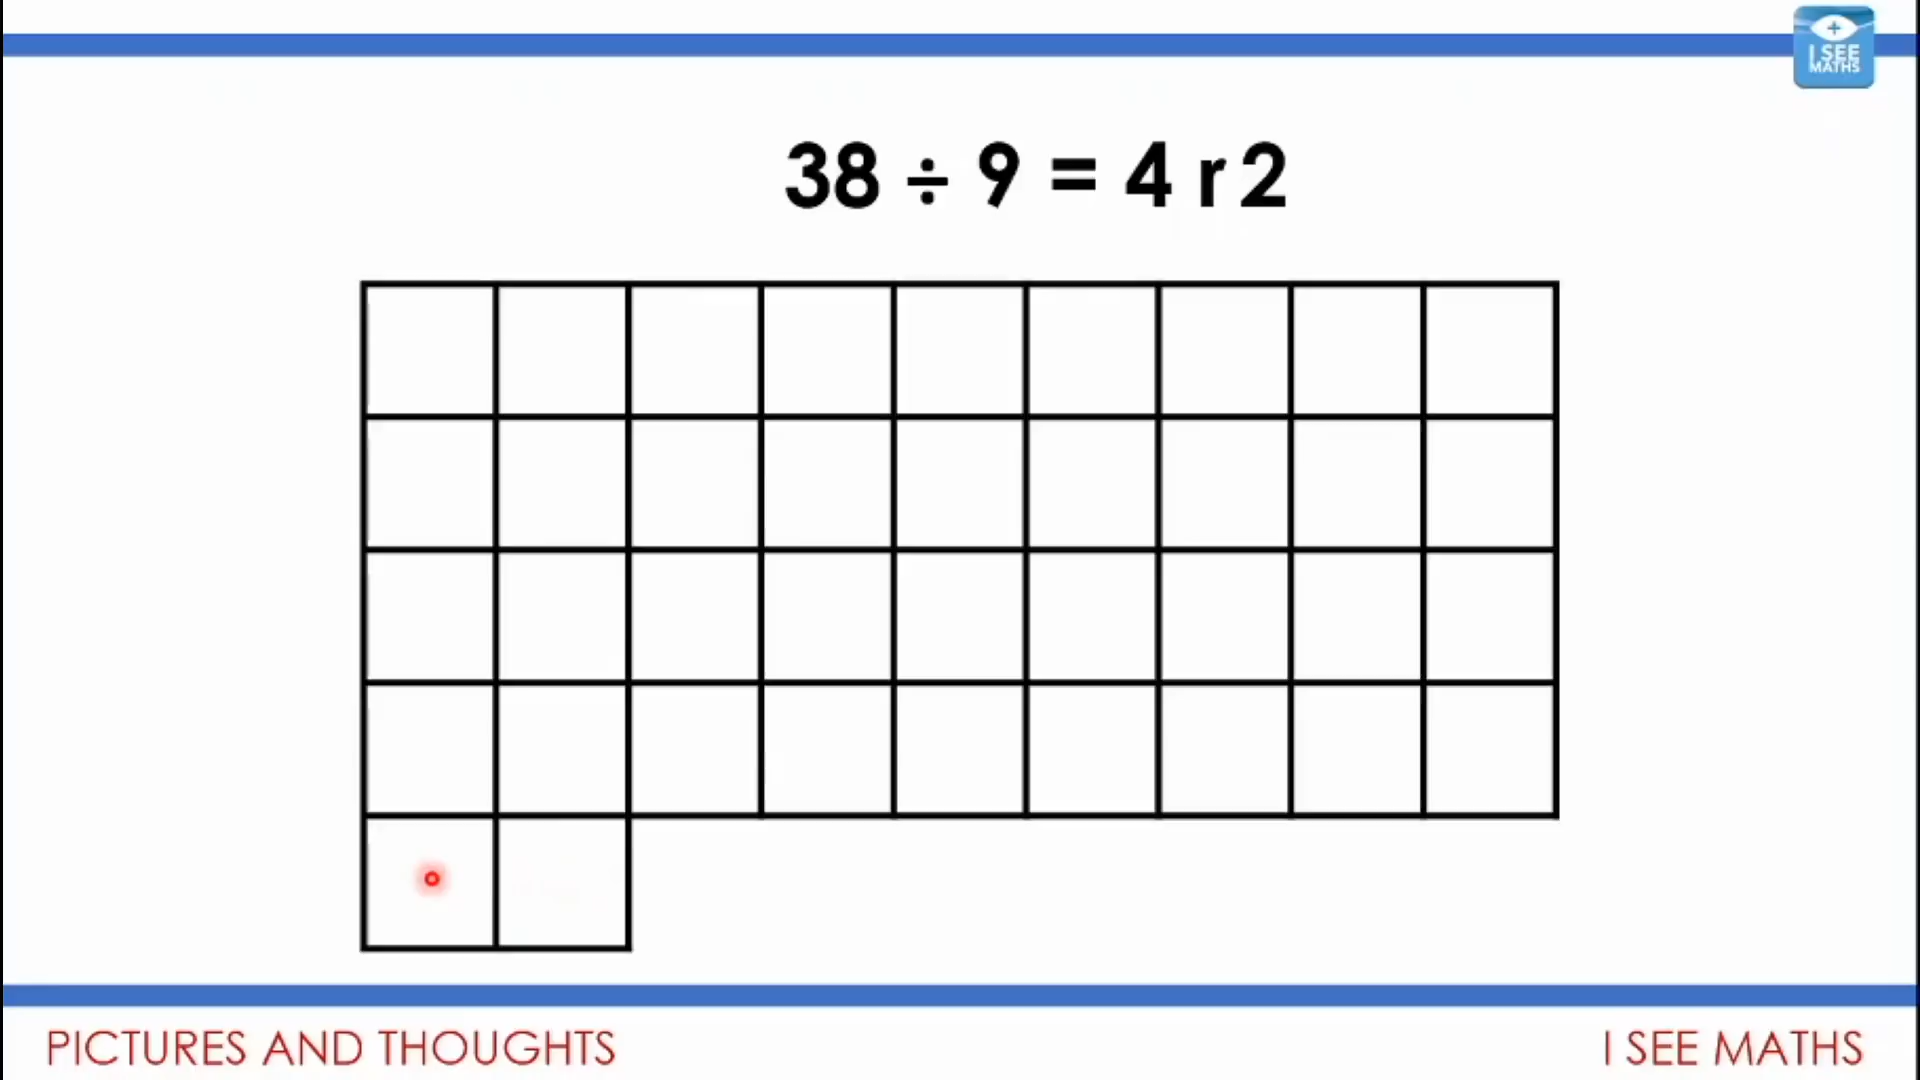 I SEE
MATHS
38 ÷ 9 = 4 r 2
PICTURES AND THOUGHTS
I SEE MATHS